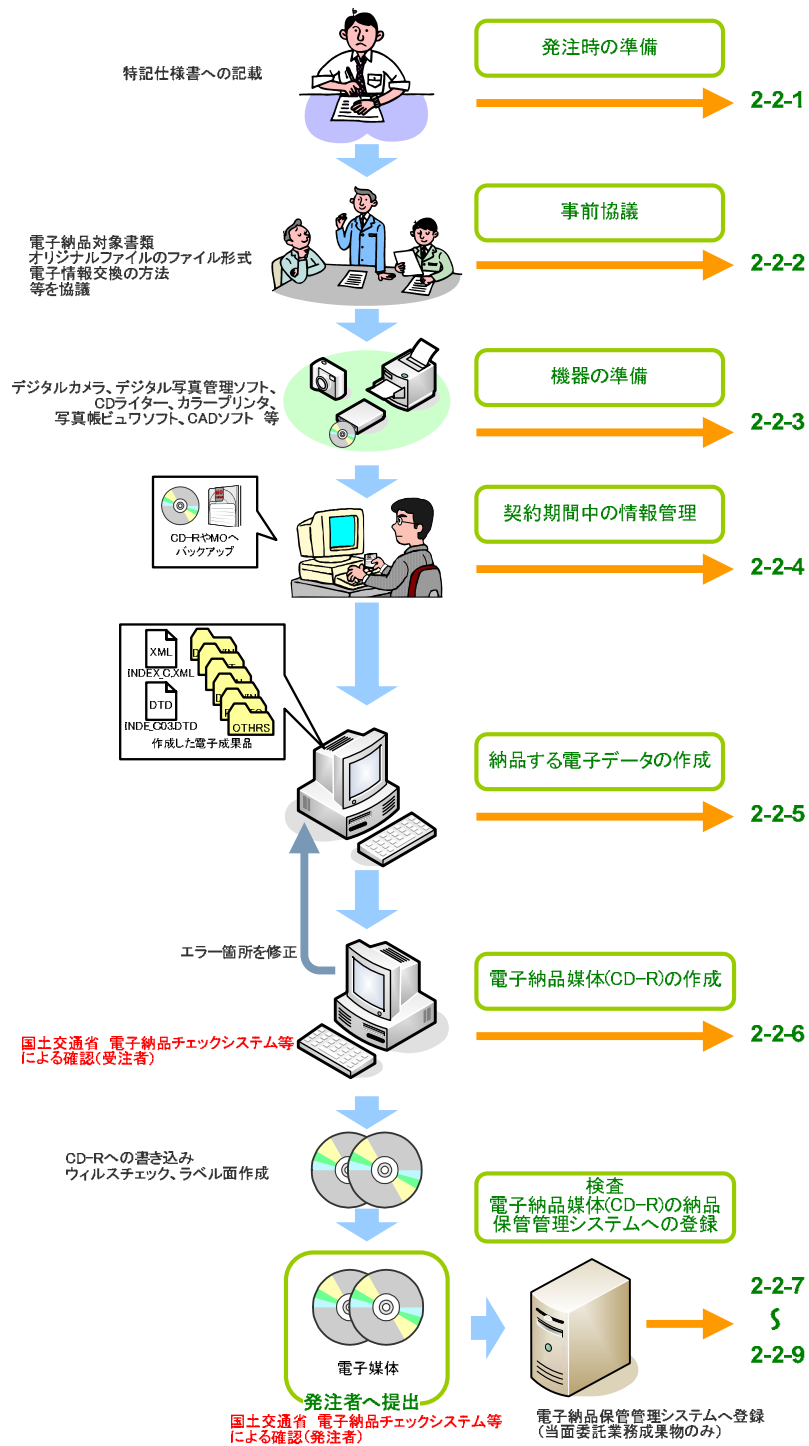 発注時の準備
特記仕様書への記載
2-2-1
事前協議
電子納品対象書類
オリジナルファイルのファイル形式
電子情報交換の方法
等を協議
2-2-2
機器の準備
デジタルカメラ、デジタル写真管理ソフト、
CDライター、カラープリンタ、
写真帳ビュワソフト、CADソフト 等
2-2-3
契約期間中の情報管理
CD-RやMOへ
バックアップ
2-2-4
XML
INDEX_C.XML
DTD
INDE_C03.DTD
OTHRS
作成した電子成果品
納品する電子データの作成
2-2-5
エラー箇所を修正
電子納品媒体(CD-R)の作成
国土交通省 電子納品チェックシステム等
による確認(受注者)
2-2-6
CD-Rへの書き込み
ウィルスチェック、ラベル面作成
検査
電子納品媒体(CD-R)の納品
保管管理システムへの登録
2-2-7
〜
2-2-9
電子媒体
発注者へ提出
国土交通省 電子納品チェックシステム等
による確認(発注者)
電子納品保管管理システムへ登録
(当面委託業務成果物のみ)